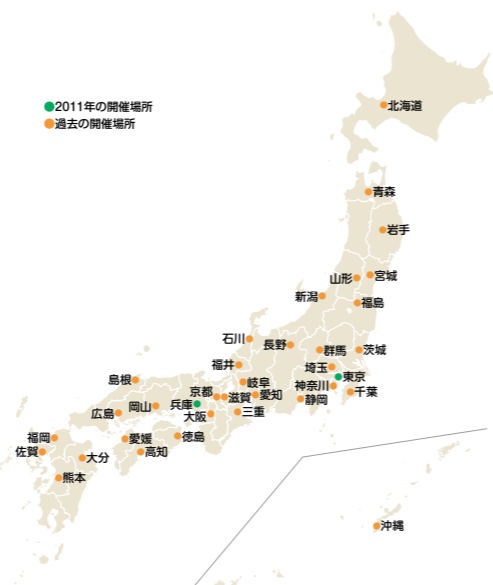 ●2011年の開催場所
●過去の開催場所
北海道
青森
岩手
宮城
山形
新潟
福島
石川
長野
群馬
茨城
福井
埼玉
東京
島根
岐阜
神奈川
千葉
京都
滋賀
愛知
静岡
岡山
兵庫
広島
大阪
三重
福岡
愛媛
徳島
佐賀
大分
高知
熊本
沖縄